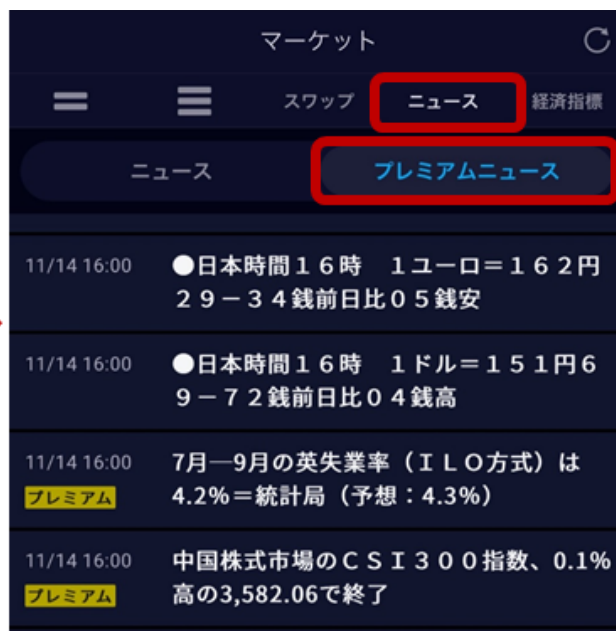 マーケット
スワップ ニュース 経済指標
ニュース プレミアムニュース
11/14 16:00 ●日本時間１６時　１ユーロ＝１６２円
２９－３４銭前日比０５銭安
11/14 16:00 ●日本時間１６時　１ドル＝１５１円６
９－７２銭前日比０４銭高
11/14 16:00 7月―9月の英失業率（ＩＬＯ方式）は
プレミアム 4.2%＝統計局（予想：4.3%）
11/14 16:00 中国株式市場のＣＳＩ３００指数、0.1%
プレミアム 高の3,582.06で終了